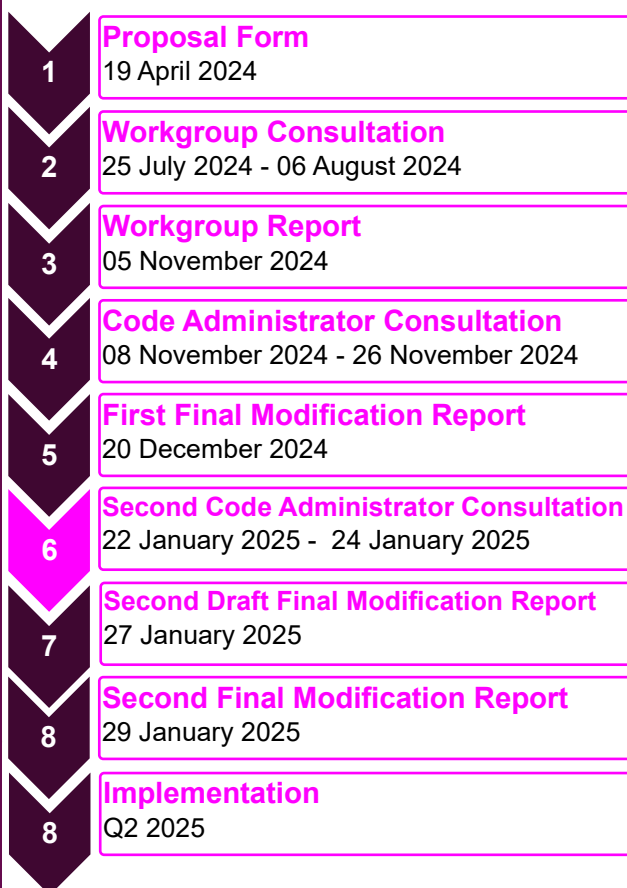 1
Proposal Form
19 April 2024
2
Workgroup Consultation
25 July 2024 - 06 August 2024
3
Workgroup Report
05 November 2024
4
Code Administrator Consultation
08 November 2024 - 26 November 2024
5
First Final Modification Report
20 December 2024
6
Second Code Administrator Consultation
22 January 2025 - 24 January 2025
7
Second Draft Final Modification Report
27 January 2025
8
Second Final Modification Report
29 January 2025
8
Implementation
Q2 2025